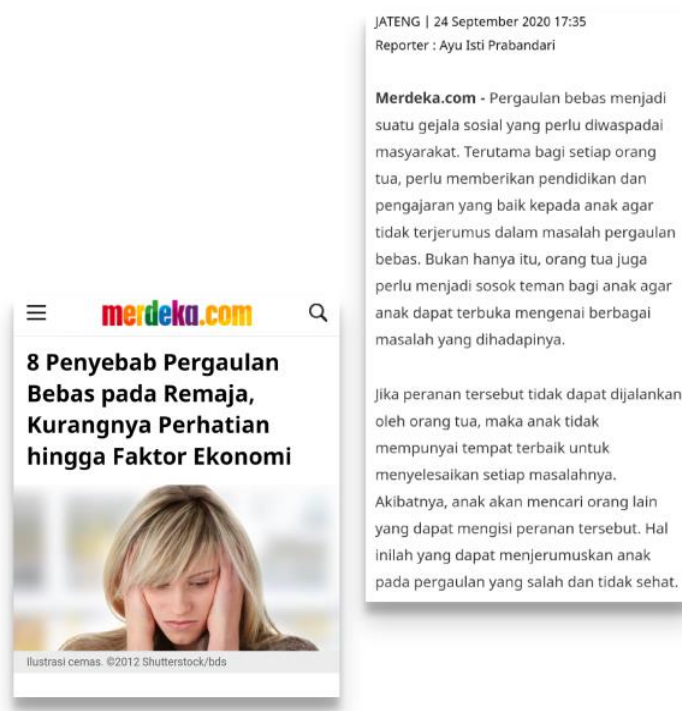 merdeka.com
8 Penyebab Pergaulan
Bebas pada Remaja,
Kurangnya Perhatian
hingga Faktor Ekonomi
Ilustrasi cemas. ©2012 Shutterstock/bds
JATENG | 24 September 2020 17:35
Reporter : Ayu Isti Prabandari
Merdeka.com - Pergaulan bebas menjadi
suatu gejala sosial yang perlu diwaspadai
masyarakat. Terutama bagi setiap orang
tua, perlu memberikan pendidikan dan
pengajaran yang baik kepada anak agar
tidak terjerumus dalam masalah pergaulan
bebas. Bukan hanya itu, orang tua juga
perlu menjadi sosok teman bagi anak agar
anak dapat terbuka mengenai berbagai
masalah yang dihadapinya.
Jika peranan tersebut tidak dapat dijalankan
oleh orang tua, maka anak tidak
mempunyai tempat terbaik untuk
menyelesaikan setiap masalahnya.
Akibatnya, anak akan mencari orang lain
yang dapat mengisi peranan tersebut. Hal
inilah yang dapat menjerumuskan anak
pada pergaulan yang salah dan tidak sehat.